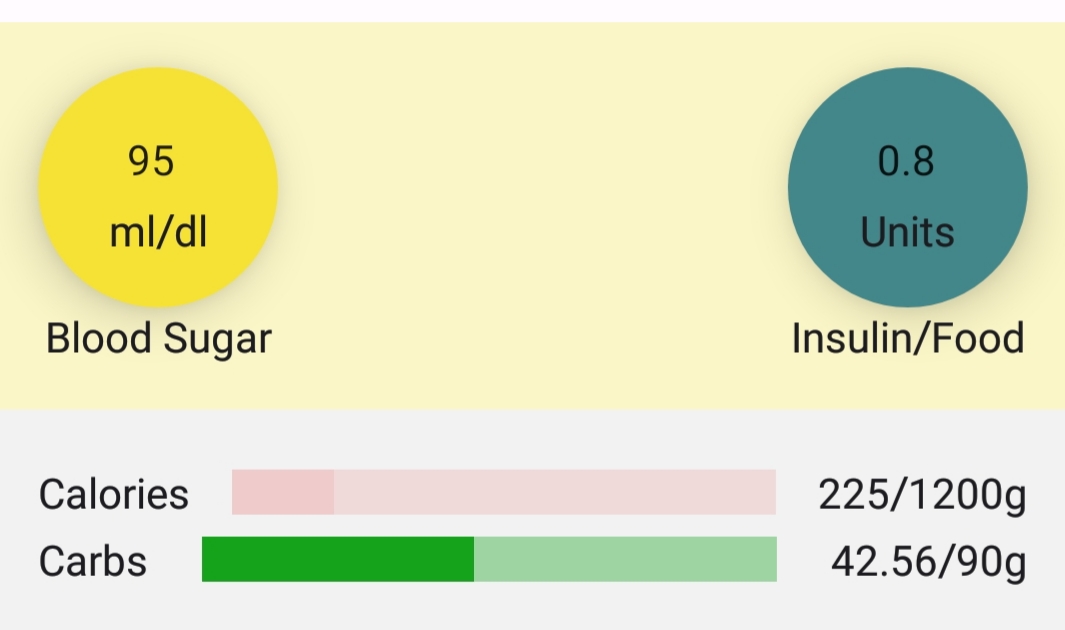 95
ml/dl
Blood Sugar
0.8
Units
Insulin/Food
Calories 225/1200g
Carbs 42.56/90g